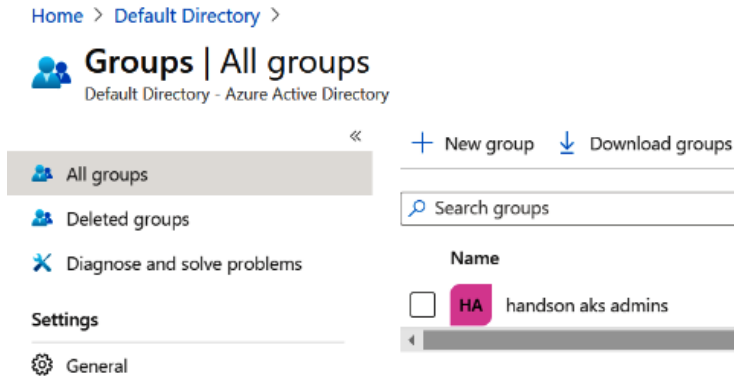 Home > Default Directory >
Groups | All groups
Default Directory - Azure Active Directory
«
+ New group
Download groups
All groups
Deleted groups
Diagnose and solve problems
Settings
General
Search groups
Name
HA handson aks admins